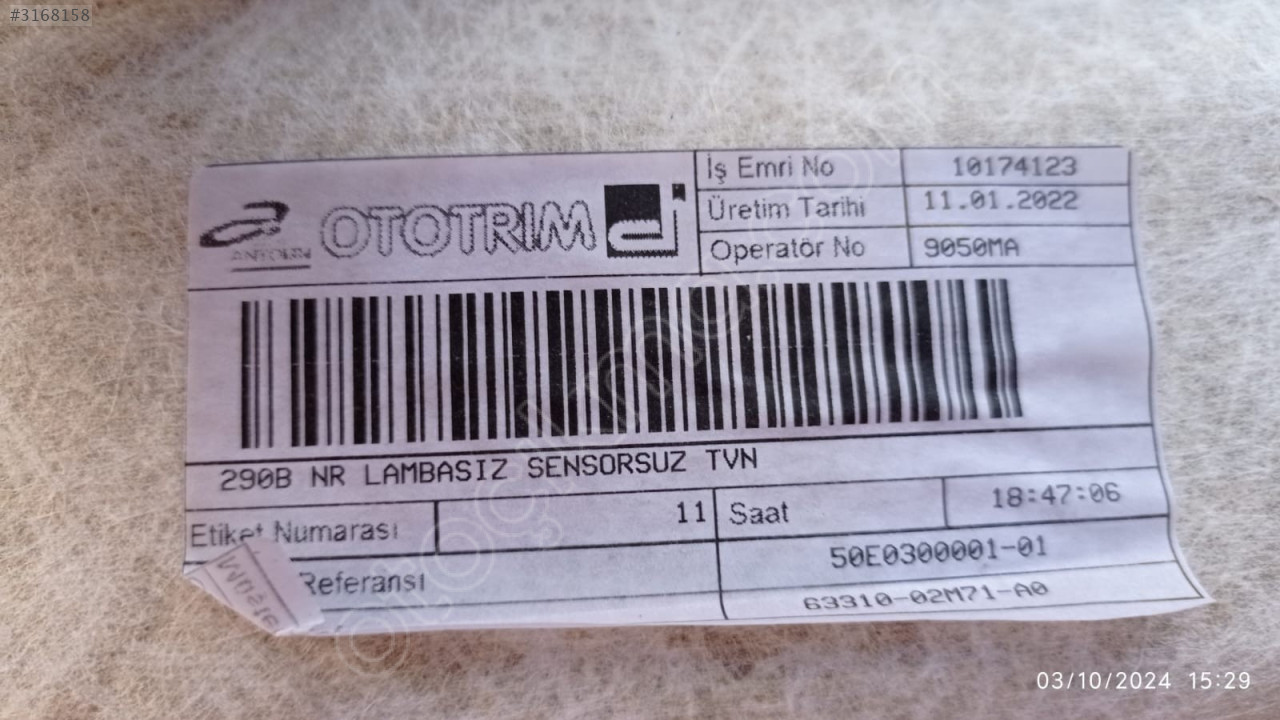 #3168158
ANTOLIN OTOTRIM
İş Emri No 10174123
Üretim Tarihi 11.01.2022
Operatör No 9050MA
290B NR LAMBASIZ SENSORSUZ TVN
Etiket Numarası 11 Saat 18:47:06
Referansı 50E0300001-01
63310-02M71-A0
03/10/2024 15:29